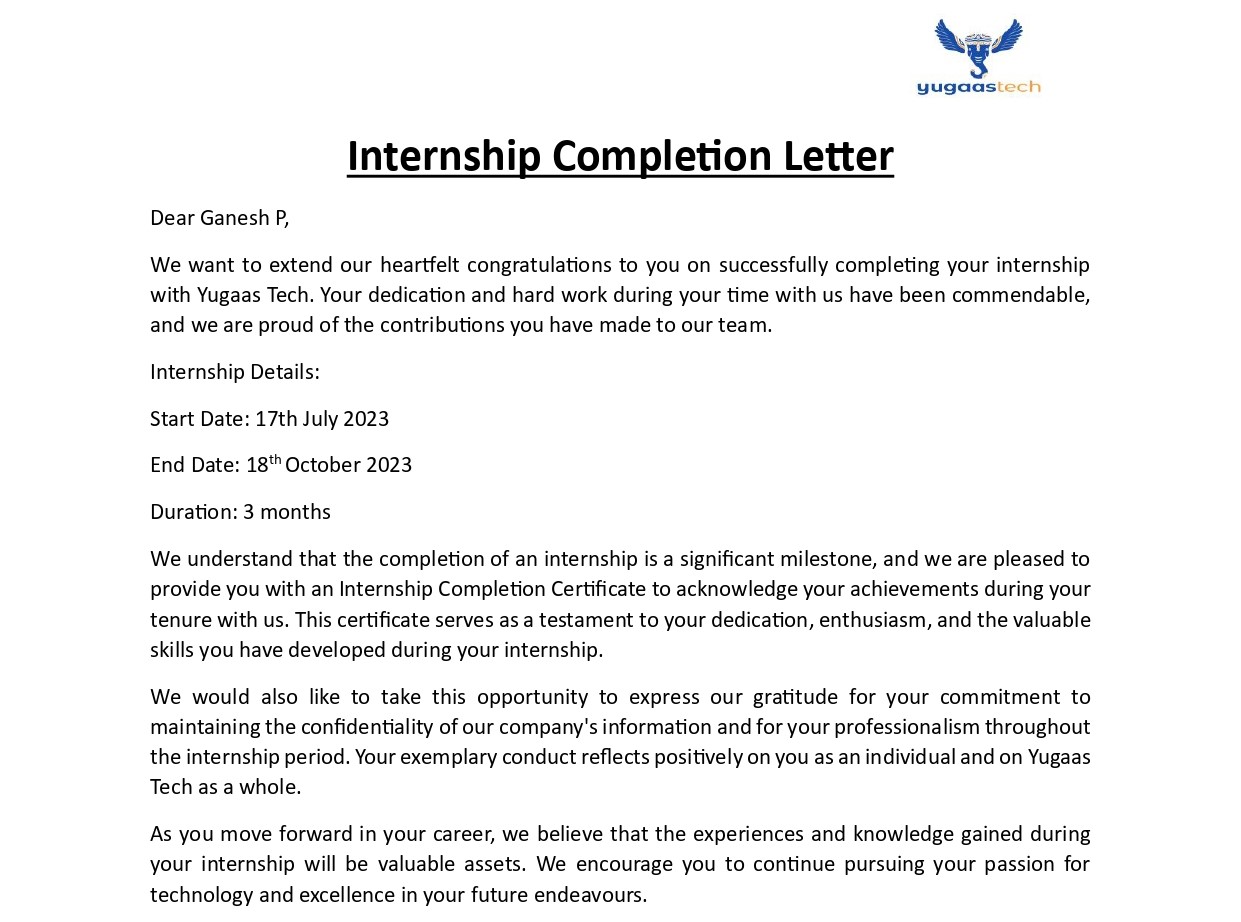 yugaastech
Internship Completion Letter
Dear Ganesh P,
We want to extend our heartfelt congratulations to you on successfully completing your internship
with Yugaas Tech. Your dedication and hard work during your time with us have been commendable,
and we are proud of the contributions you have made to our team.
Internship Details:
Start Date: 17th July 2023
End Date: 18th October 2023
Duration: 3 months
We understand that the completion of an internship is a significant milestone, and we are pleased to
provide you with an Internship Completion Certificate to acknowledge your achievements during your
tenure with us. This certificate serves as a testament to your dedication, enthusiasm, and the valuable
skills you have developed during your internship.
We would also like to take this opportunity to express our gratitude for your commitment to
maintaining the confidentiality of our company's information and for your professionalism throughout
the internship period. Your exemplary conduct reflects positively on you as an individual and on Yugaas
Tech as a whole.
As you move forward in your career, we believe that the experiences and knowledge gained during
your internship will be valuable assets. We encourage you to continue pursuing your passion for
technology and excellence in your future endeavours.